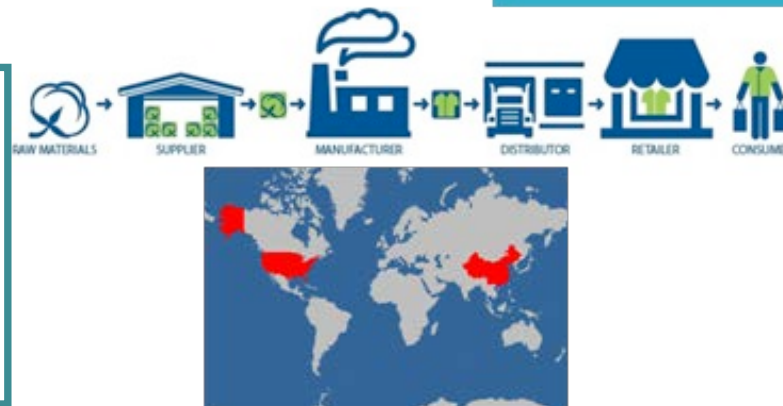 RAW MATERIALS
SUPPLIER
MANUFACTURER
DISTRIBUTOR
RETAILER
CONSUME